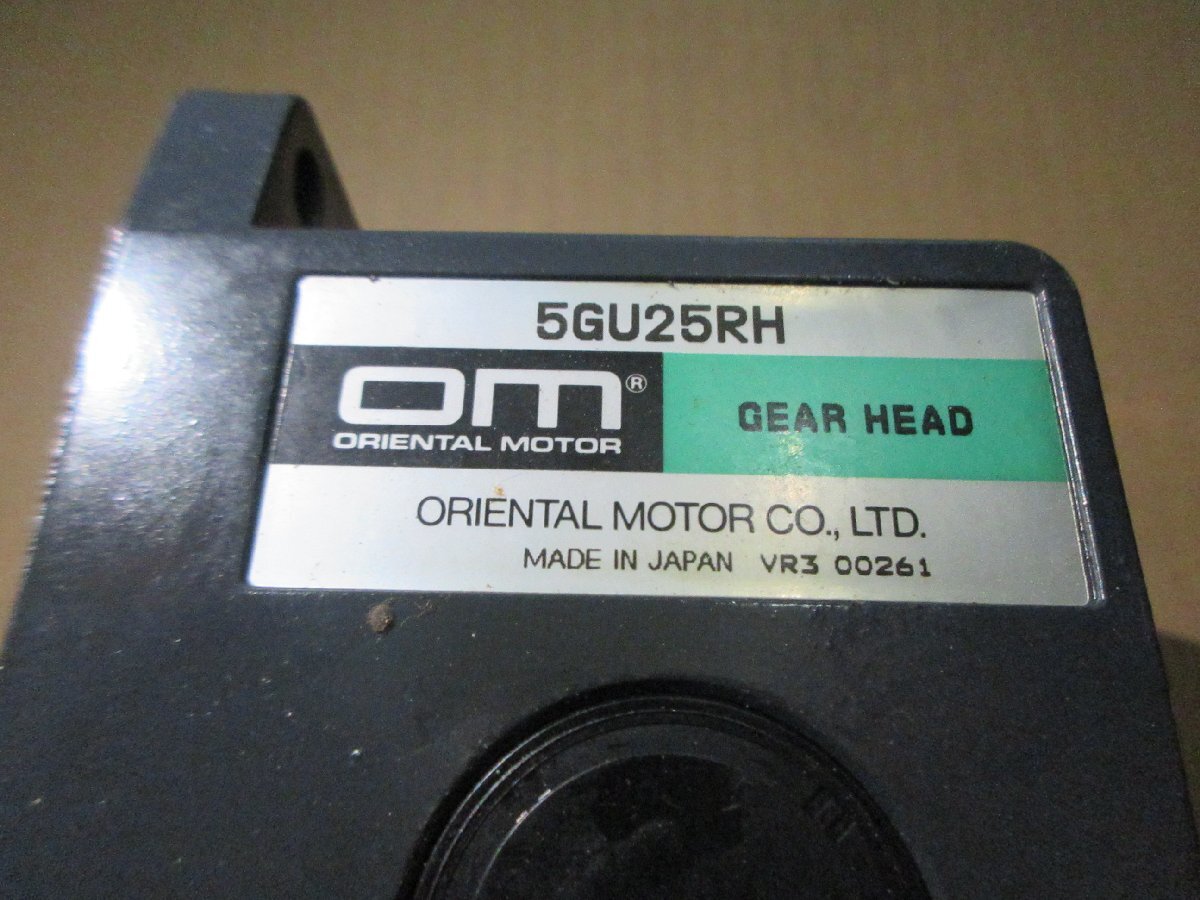 5GU25RH
OM®
ORIENTAL MOTOR
GEAR HEAD
ORIENTAL MOTOR CO., LTD.
MADE IN JAPAN VR3 00261